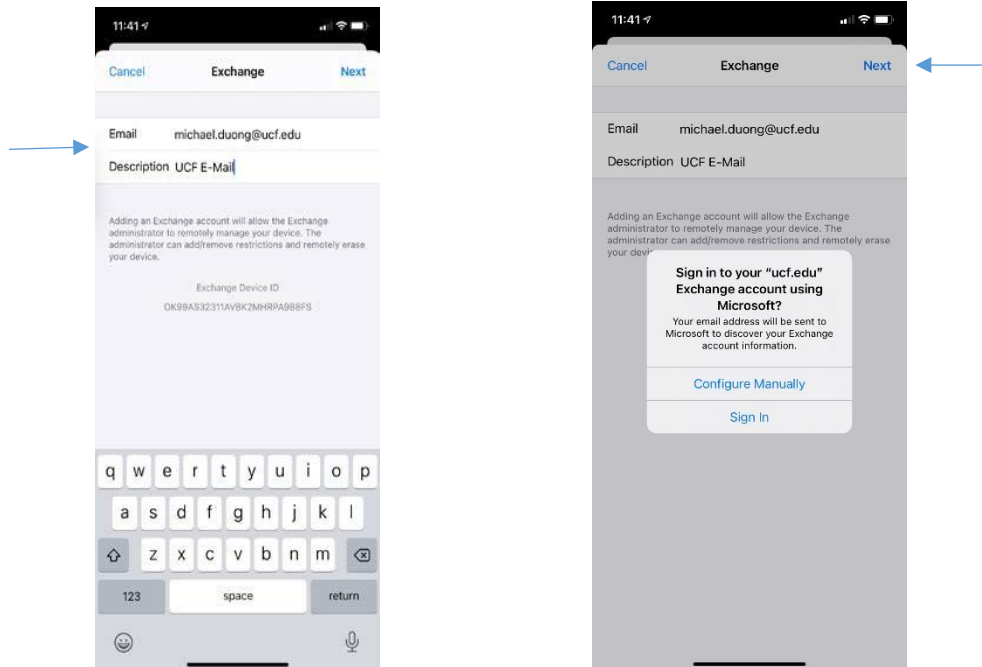 11:41
Cancel Exchange Next
Email michael.duong@ucf.edu
Description UCF E-Mail
Adding an Exchange account will allow the Exchange
administrator to remotely manage your device. The
administrator can add/remove restrictions and remotely erase
your device.
Exchange Device ID
q w e r t y u i o p
a s d f g h j k l
z x c v b n m
123 space return
11:41
Cancel Exchange Next
Email michael.duong@ucf.edu
Description UCF E-Mail
Adding an Exchange account will allow the Exchange
administrator to remotely manage your device. The
administrator can add/remove restrictions and remotely erase
your devi
Sign in to your “ucf.edu”
Exchange account using
Microsoft?
Your email address will be sent to
Microsoft to discover your Exchange
account information.
Configure Manually
Sign In